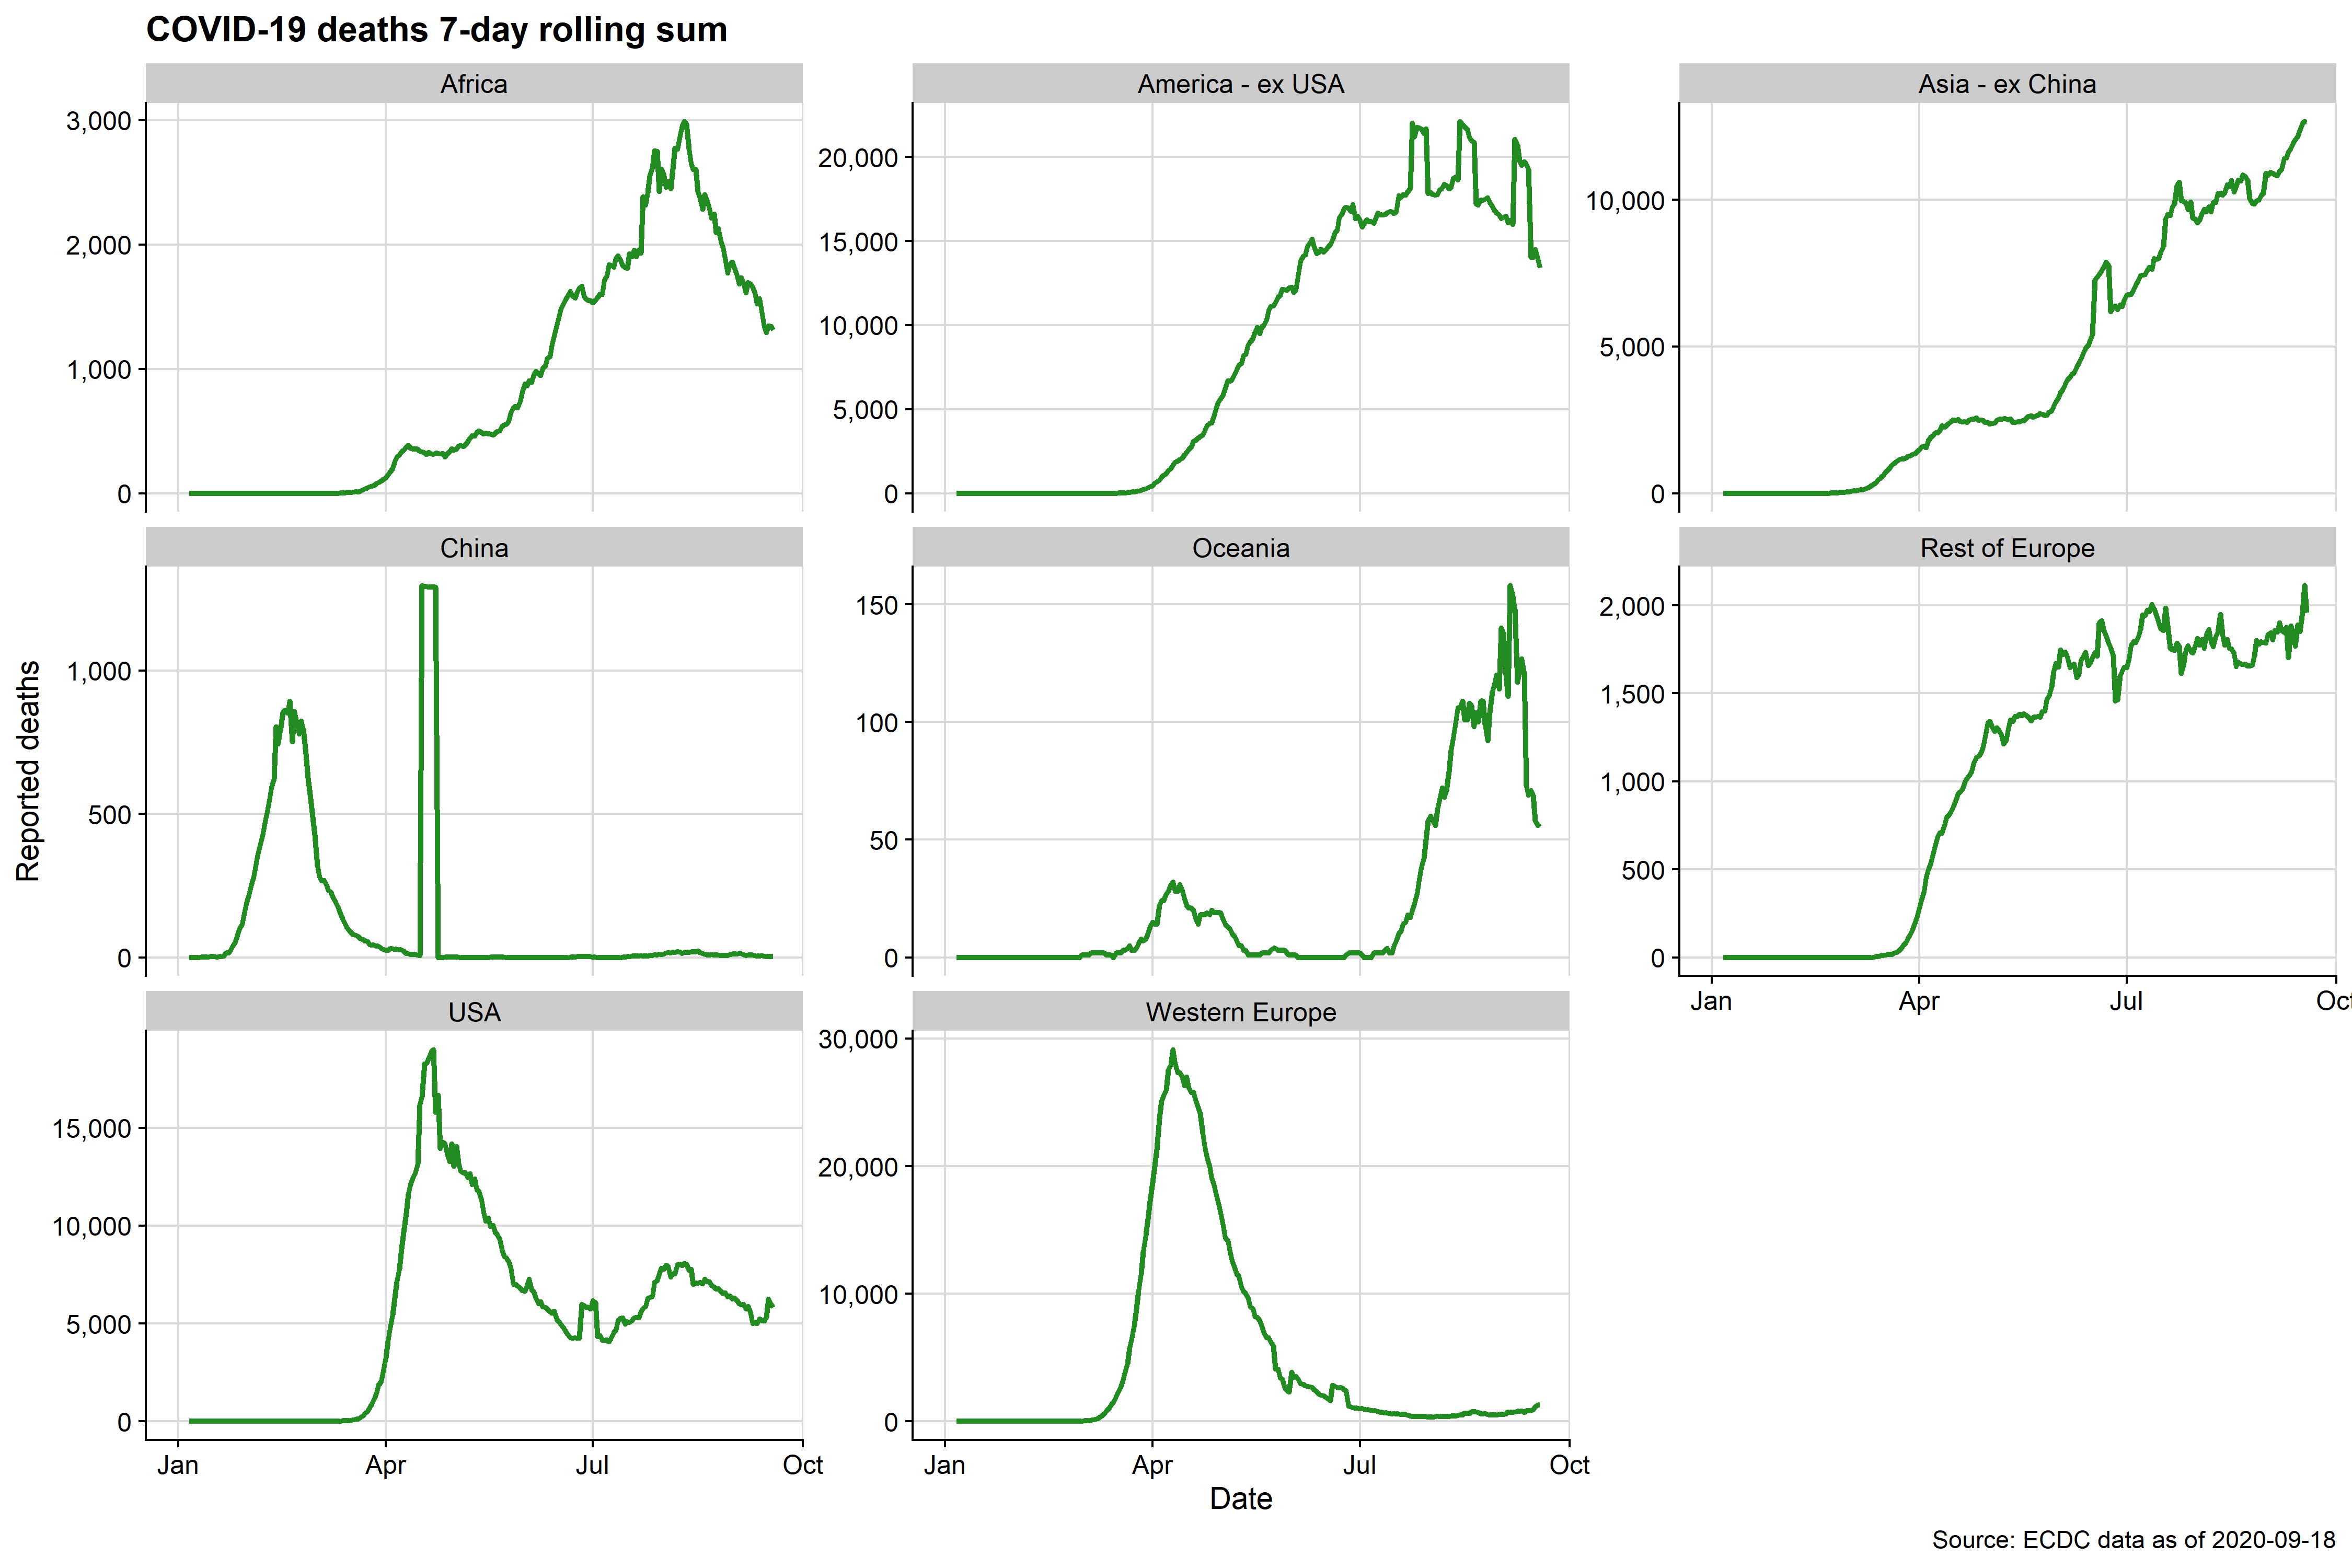 COVID-19 deaths 7-day rolling sum
Africa
3,000
2,000
1,000
0
America - ex USA
20,000
15,000
10,000
5,000
0
Asia - ex China
10,000
5,000
0
Reported deaths
China
1,000
500
0
Oceania
150
100
50
0
Rest of Europe
2,000
1,500
1,000
500
0
Jan Apr Jul Oct
USA
15,000
10,000
5,000
0
Jan Apr Jul Oct
Western Europe
30,000
20,000
10,000
0
Jan Apr Jul Oct
Date
Source: ECDC data as of 2020-09-18